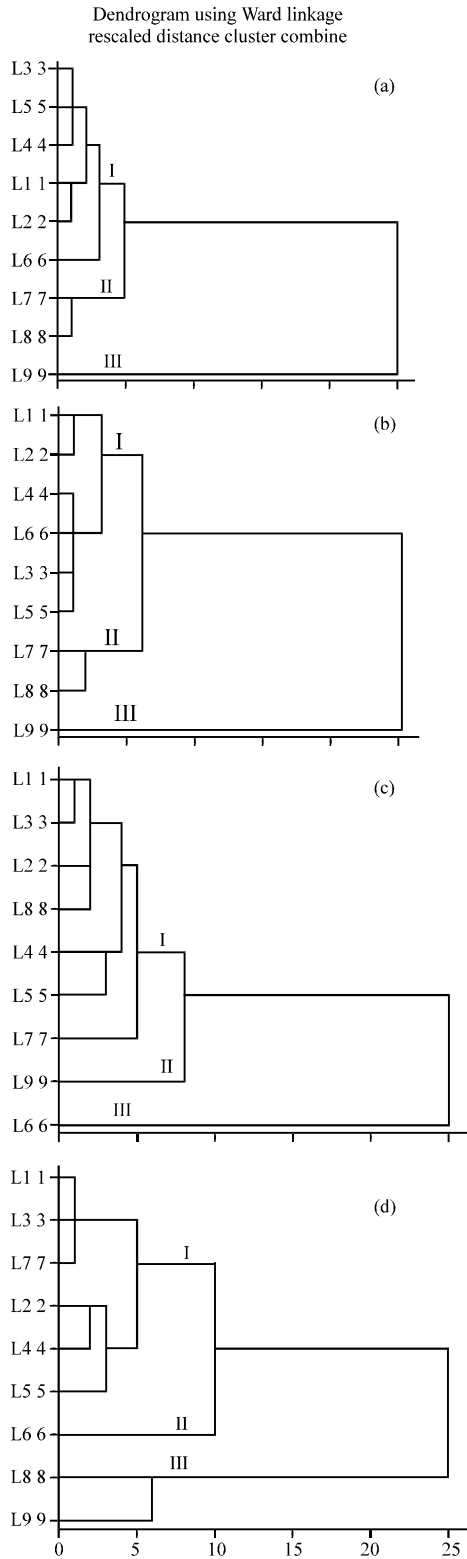 Dendrogram using Ward linkage
rescaled distance cluster combine
(a)
L3 3
L5 5
L4 4
L1 1
I
L2 2
L6 6
L7 7
II
L8 8
L9 9
III
(b)
L1 1
L2 2
I
L4 4
L6 6
L3 3
L5 5
L7 7
II
L8 8
L9 9
III
(c)
L1 1
L3 3
L2 2
L8 8
L4 4
I
L5 5
L7 7
L9 9
II
L6 6
III
(d)
L1 1
L3 3
L7 7
I
L2 2
L4 4
L5 5
L6 6
II
L8 8
III
L9 9
0 5 10 15 20 25